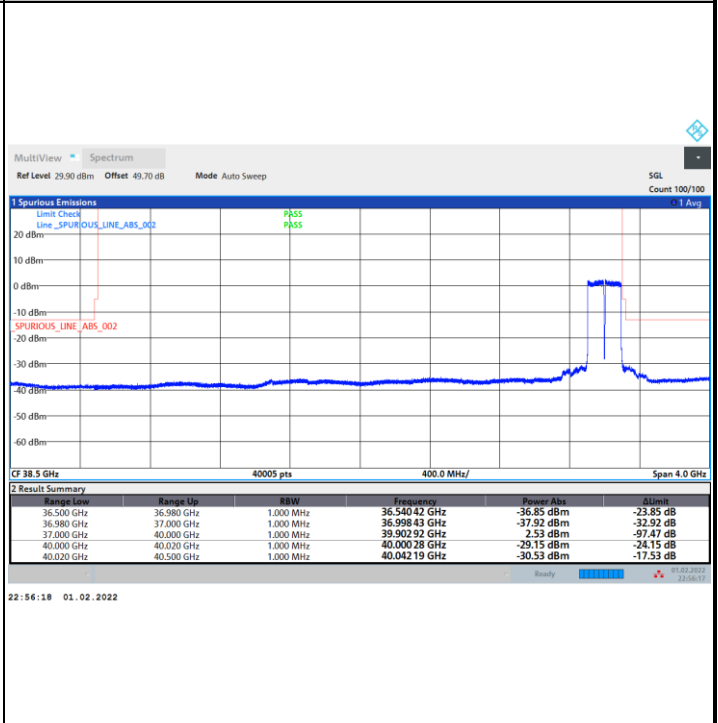 MultiView Spectrum
Ref Level 29.90 dBm Offset 49.70 dB Mode Auto Sweep SGL
Count 100/100
1 Spurious Emissions 1 Avg
Limit Check PASS
Line _SPURIOUS_LINE_ABS_002 PASS
20 dBm
10 dBm
0 dBm
-10 dBm
_SPURIOUS_LINE_ABS_002
-20 dBm
-30 dBm
-40 dBm
-50 dBm
-60 dBm
CF 38.5 GHz 40005 pts 400.0 MHz/ Span 4.0 GHz
2 Result Summary
Range Low Range Up RBW Frequency Power Abs ΔLimit
36.500 GHz 36.980 GHz 1.000 MHz 36.540 42 GHz -36.85 dBm -23.85 dB
36.980 GHz 37.000 GHz 1.000 MHz 36.998 43 GHz -37.92 dBm -32.92 dB
37.000 GHz 40.000 GHz 1.000 MHz 39.902 92 GHz 2.53 dBm -97.47 dB
40.000 GHz 40.020 GHz 1.000 MHz 40.000 28 GHz -29.15 dBm -24.15 dB
40.020 GHz 40.500 GHz 1.000 MHz 40.042 19 GHz -30.53 dBm -17.53 dB
Ready 01.02.2022
22:56:17
22:56:18 01.02.2022